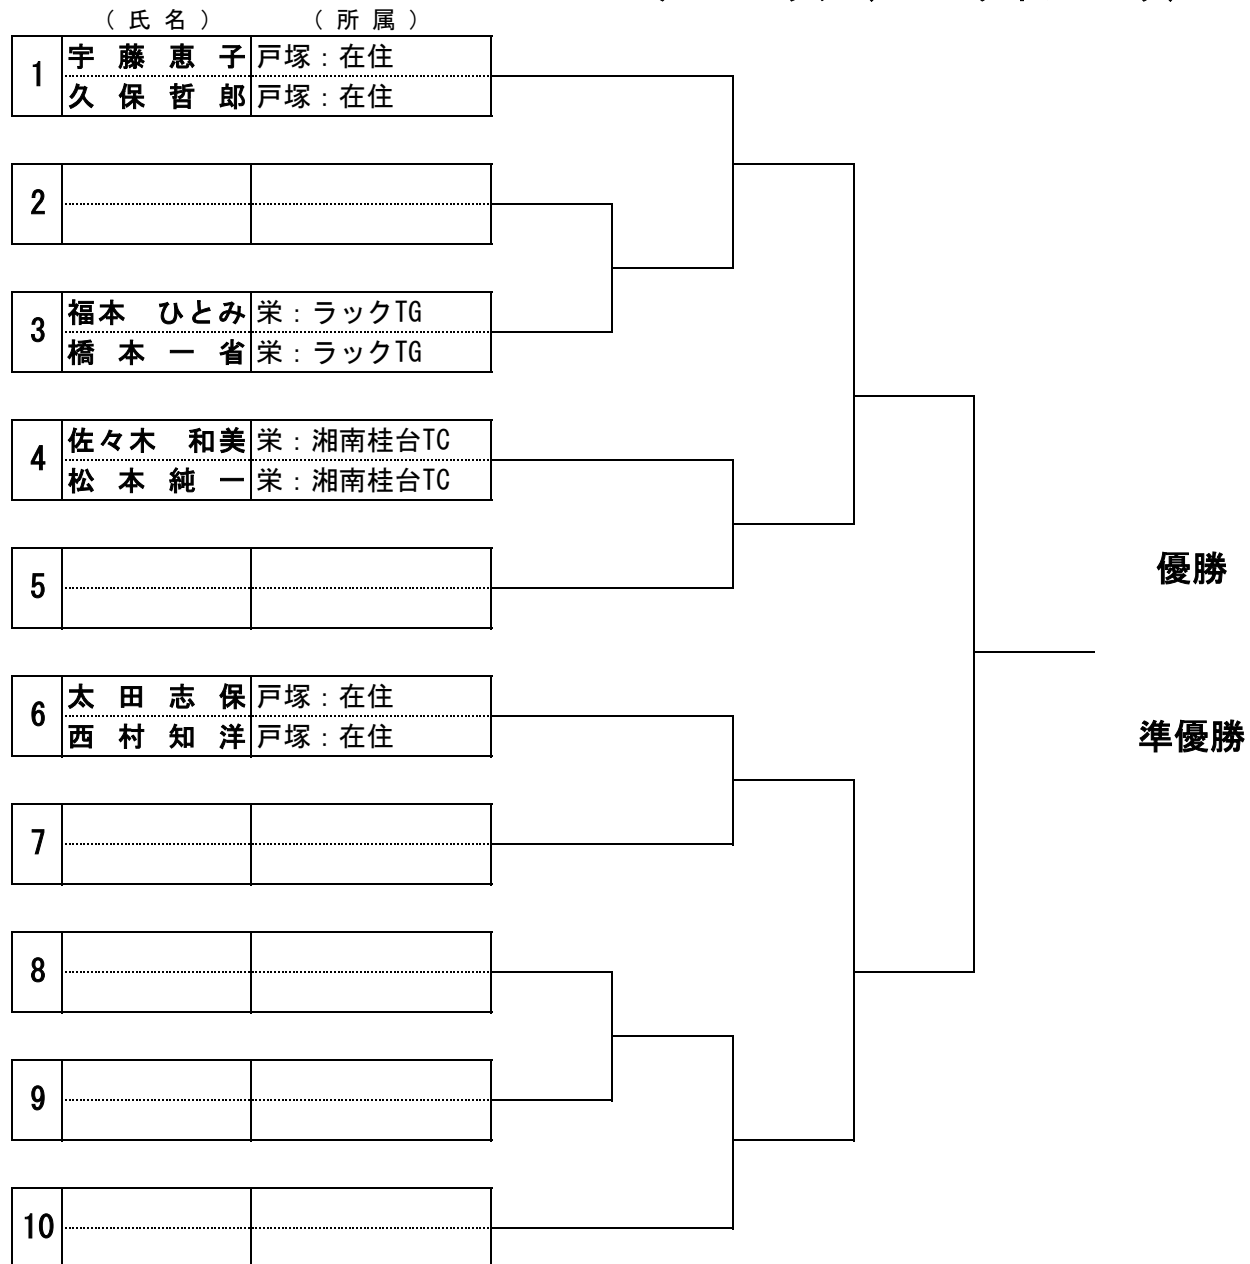 （ 氏 名 ） （ 所 属 ）
1 宇 藤 恵 子 戸塚：在住
久 保 哲 郎 戸塚：在住
2
3 福本 ひとみ 栄：ラックTG
橋 本 一 省 栄：ラックTG
4 佐々木 和美 栄：湘南桂台TC
松 本 純 一 栄：湘南桂台TC
5
優勝
6 太 田 志 保 戸塚：在住
西 村 知 洋 戸塚：在住
準優勝
7
8
9
10